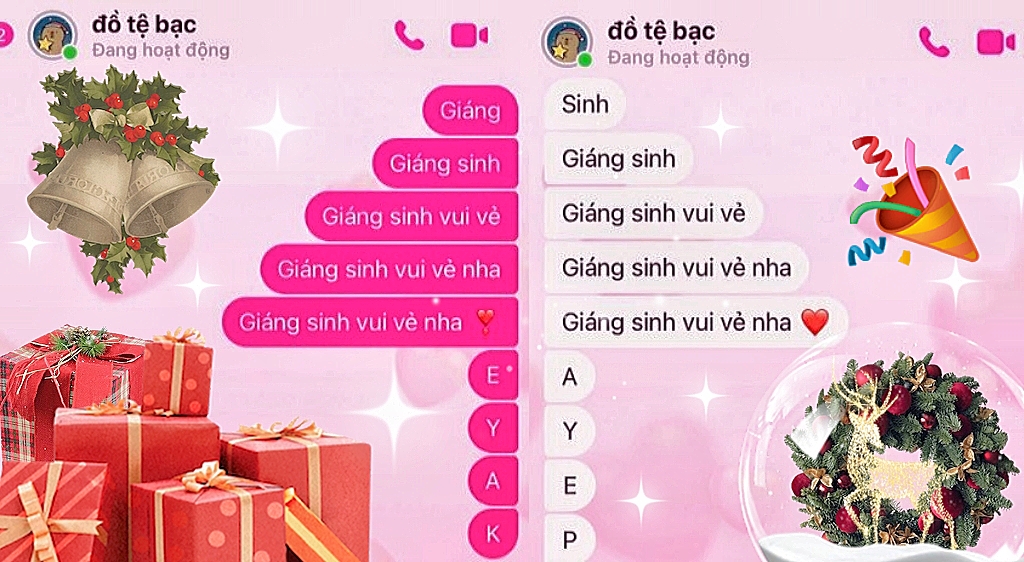 2
đồ tệ bạc
Đang hoạt động
Giáng
Giáng sinh
Giáng sinh vui vẻ
Giáng sinh vui vẻ nha
Giáng sinh vui vẻ nha ❣️
E
Y
A
K
đồ tệ bạc
Đang hoạt động
Sinh
Giáng sinh
Giáng sinh vui vẻ
Giáng sinh vui vẻ nha
Giáng sinh vui vẻ nha ❤️
A
Y
E
P